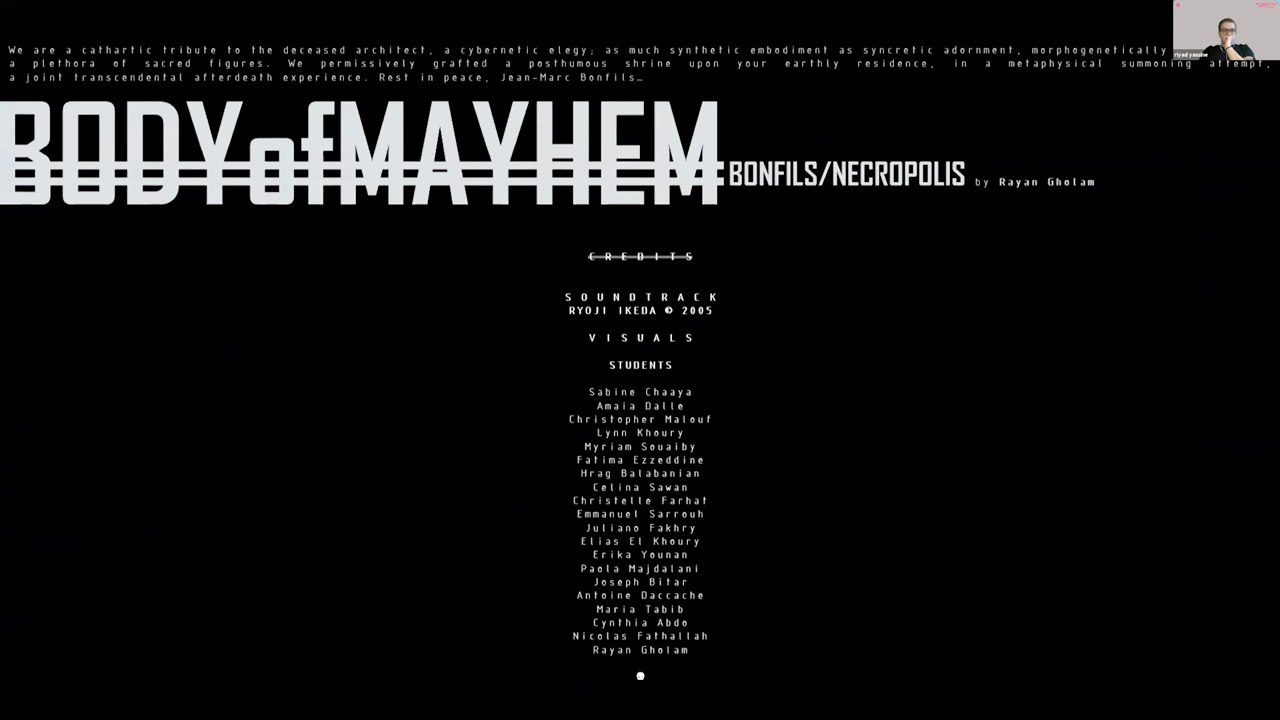 We are a cathartic tribute to the deceased architect, a cybernetic elegy; as much synthetic embodiment as syncretic adornment, morphogenetically
a plethora of sacred figures. We permissively grafted a posthumous shrine upon your earthly residence, in a metaphysical summoning attempt,
a joint transcendental afterdeath experience. Rest in peace, Jean-Marc Bonfils…
riyad yassine
BODYofMAYHEM BONFILS/NECROPOLIS by Rayan Gholam
CREDITS
SOUNDTRACK
RYOJI IKEDA © 2005
VISUALS
STUDENTS
Sabine Chaaya
Amaia Dalle
Christopher Malouf
Lynn Khoury
Myriam Souaiby
Fatima Ezzeddine
Hrag Balabanian
Celina Sawan
Christelle Farhat
Emmanuel Sarrouh
Juliano Fakhry
Elias El Khoury
Erika Younan
Paola Majdalani
Joseph Bitar
Antoine Daccache
Maria Tabib
Cynthia Abdo
Nicolas Fathallah
Rayan Gholam